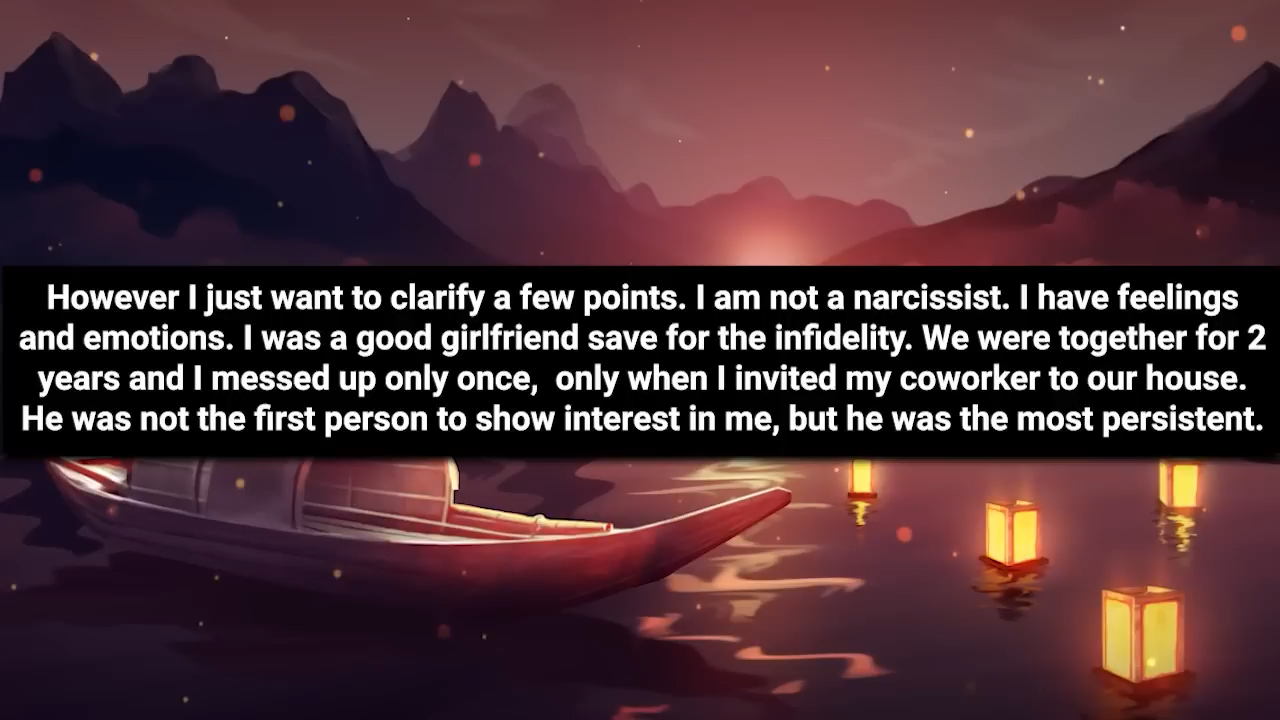 However I just want to clarify a few points. I am not a narcissist. I have feelings
and emotions. I was a good girlfriend save for the infidelity. We were together for 2
years and I messed up only once,  only when I invited my coworker to our house.
He was not the first person to show interest in me, but he was the most persistent.